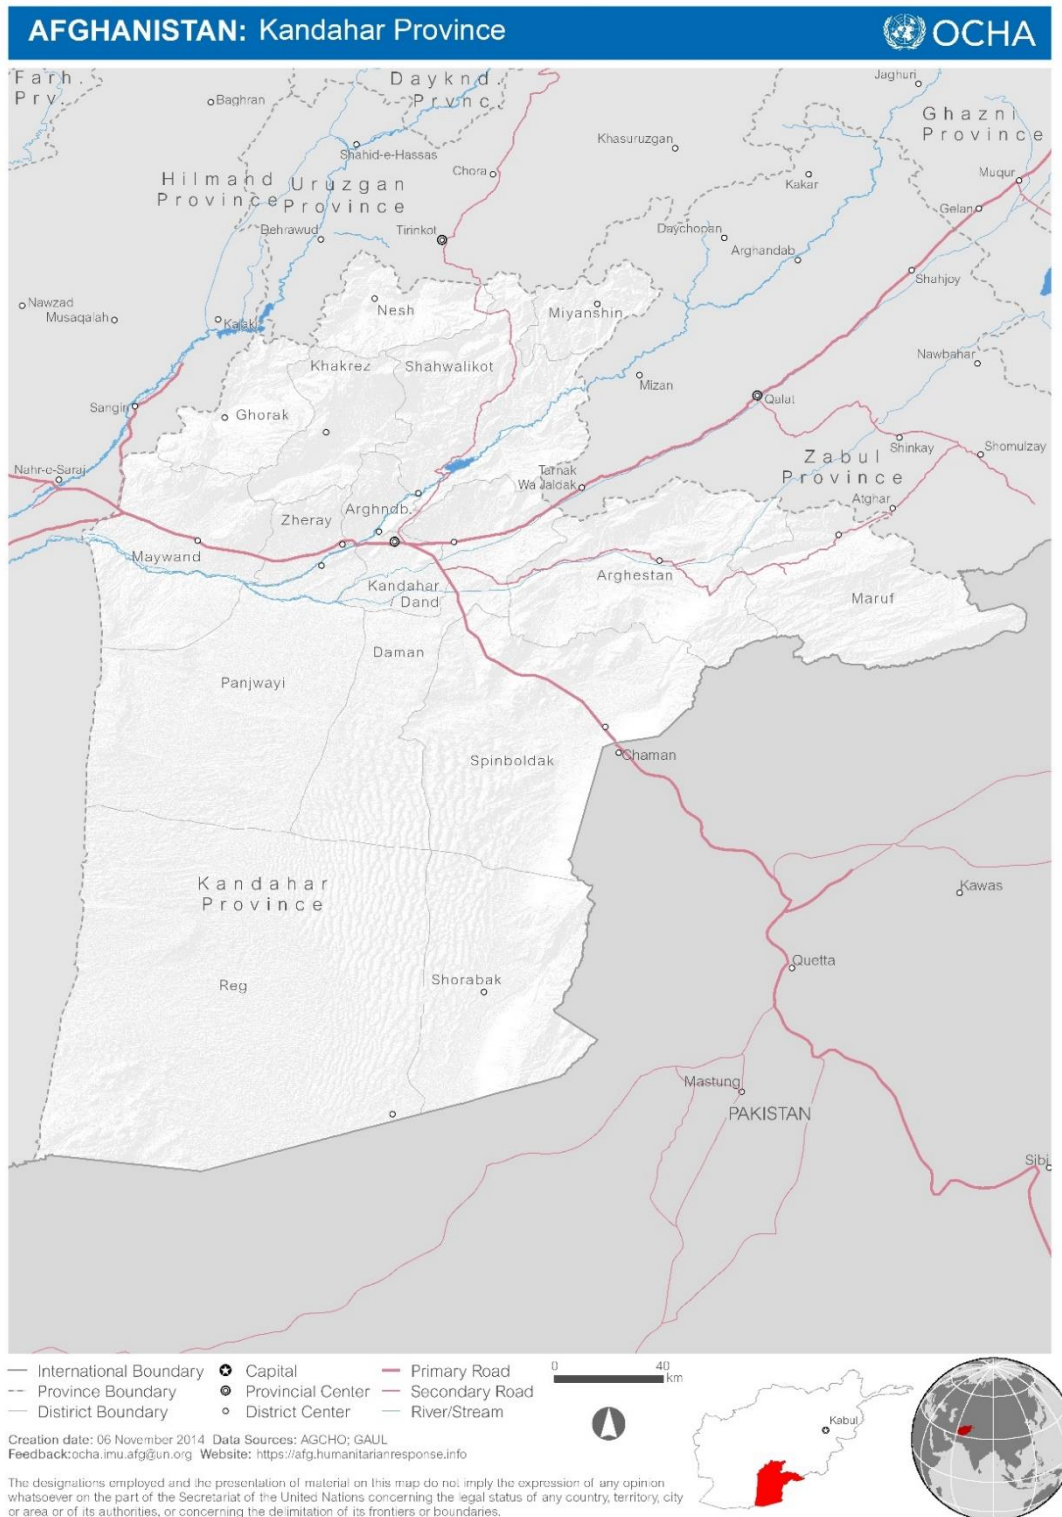 AFGHANISTAN: Kandahar Province
OCHA
Farh.
Prv.
Dayknd.
Prvnc.
Jaghuri
Baghran
Ghazni
Province
Khasuruzgan
Shahid-e-Hassas
Chora
Hilmand
Province
Uruzgan
Province
Kakar
Muqur
Gelan
Dehrawud
Tirinkot
Daychopan
Arghandab
Shahjoy
Nawzad
Musaqalah
Kajaki
Nesh
Miyanshin
Nawbahar
Khakrez
Shahwalikot
Mizan
Qalat
Sangin
Ghorak
Shinkay
Shomulzay
Zabul
Province
Nahr-e-Saraj
Tarnak
Wa Jaldak
Atghar
Zheray
Arghndb.
Maywand
Kandahar
Dand
Arghestan
Maruf
Daman
Panjwayi
Spinboldak
Chaman
Kandahar
Province
Kawas
Quetta
Reg
Shorabak
Mastung
PAKISTAN
Sibi
International Boundary
Province Boundary
Distirict Boundary
Capital
Provincial Center
District Center
Primary Road
Secondary Road
River/Stream
0 40
km
Kabul
Creation date: 06 November 2014 Data Sources: AGCHO; GAUL
Feedback:ocha.imu.afg@un.org Website: https://afg.humanitarianresponse.info
The designations employed and the presentation of material on this map do not imply the expression of any opinion
whatsoever on the part of the Secretariat of the United Nations concerning the legal status of any country, territory, city
or area or of its authorities, or concerning the delimitation of its frontiers or boundaries.